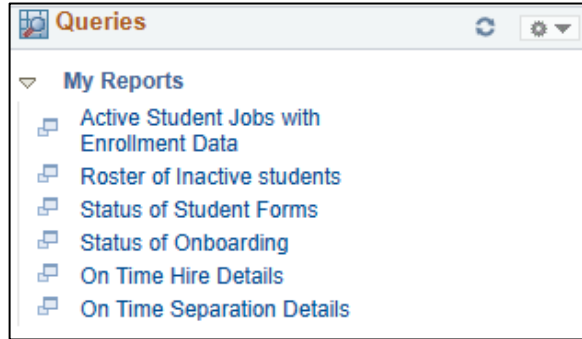 Queries
My Reports
Active Student Jobs with
Enrollment Data
Roster of Inactive students
Status of Student Forms
Status of Onboarding
On Time Hire Details
On Time Separation Details